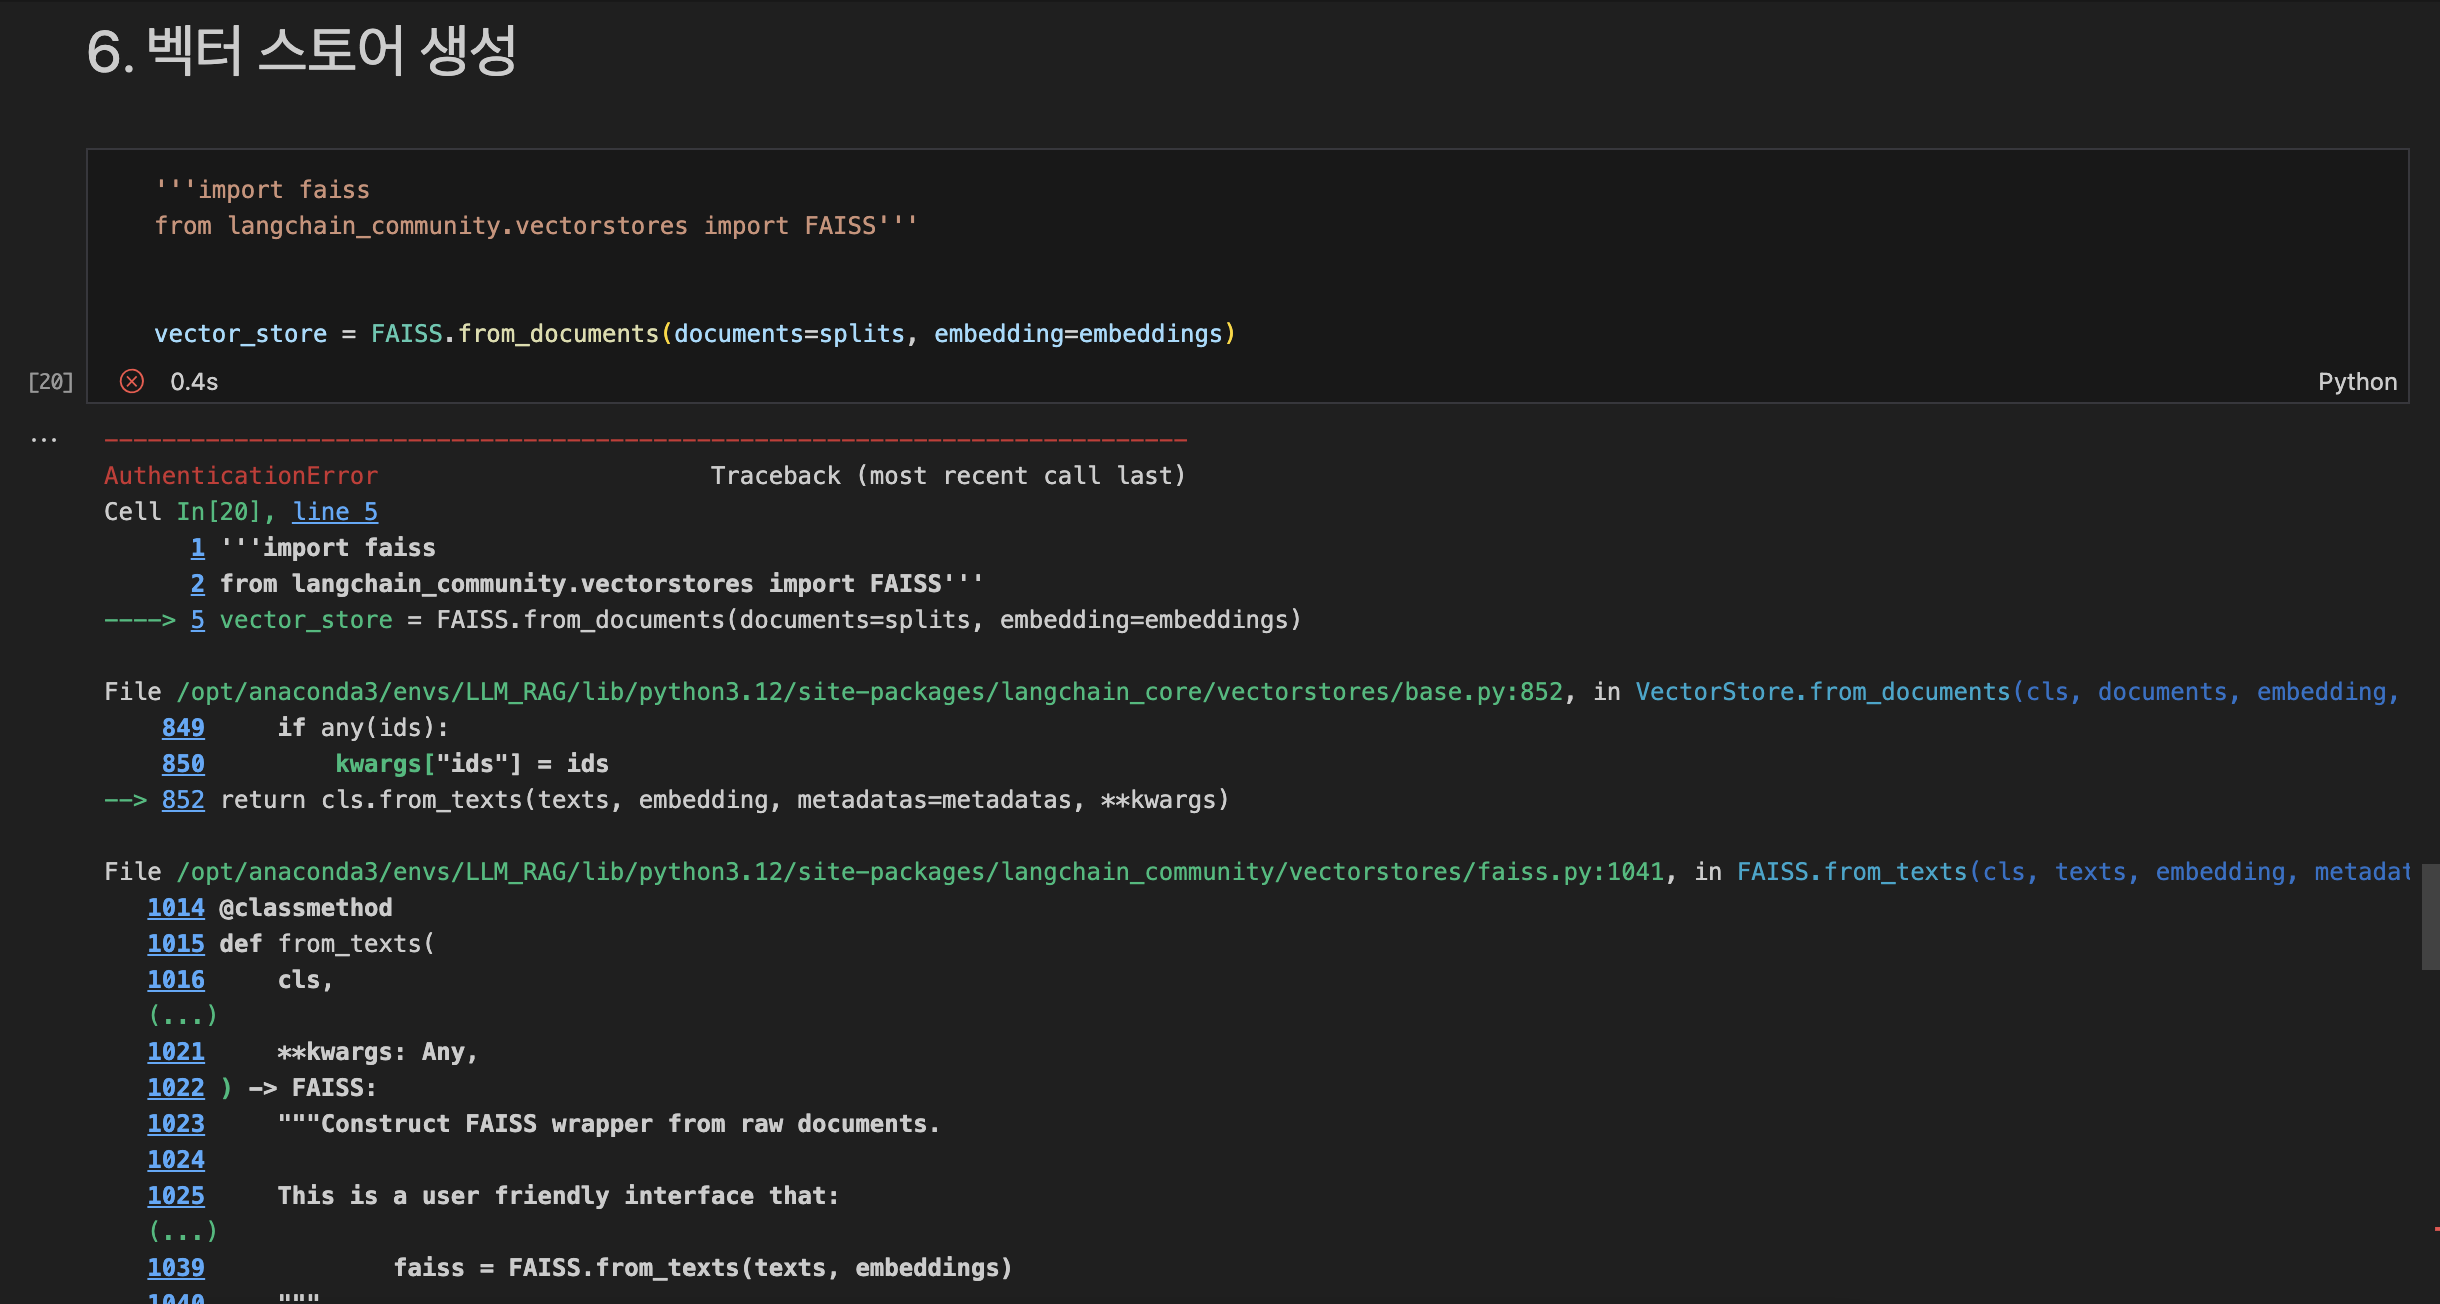 6. 벡터 스토어 생성
'''import faiss
from langchain_community.vectorstores import FAISS'''
vector_store = FAISS.from_documents(documents=splits, embedding=embeddings)
[20] 0.4s Python
... ---------------------------------------------------------------------------
AuthenticationError                       Traceback (most recent call last)
Cell In[20], line 5
      1 '''import faiss
      2 from langchain_community.vectorstores import FAISS'''
----> 5 vector_store = FAISS.from_documents(documents=splits, embedding=embeddings)
File /opt/anaconda3/envs/LLM_RAG/lib/python3.12/site-packages/langchain_core/vectorstores/base.py:852, in VectorStore.from_documents(cls, documents, embedding,
    849     if any(ids):
    850         kwargs["ids"] = ids
--> 852 return cls.from_texts(texts, embedding, metadatas=metadatas, **kwargs)
File /opt/anaconda3/envs/LLM_RAG/lib/python3.12/site-packages/langchain_community/vectorstores/faiss.py:1041, in FAISS.from_texts(cls, texts, embedding, metadat
   1014 @classmethod
   1015 def from_texts(
   1016     cls,
   (...)
   1021     **kwargs: Any,
   1022 ) -> FAISS:
   1023     """Construct FAISS wrapper from raw documents.
   1024
   1025     This is a user friendly interface that:
   (...)
   1039             faiss = FAISS.from_texts(texts, embeddings)
   1040     """